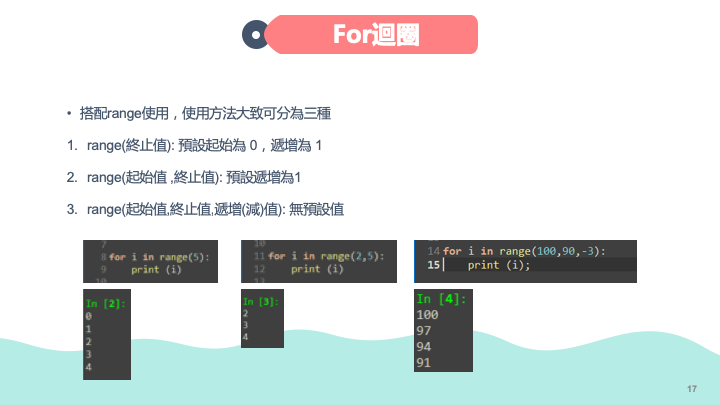 For迴圈
• 搭配range使用，使用方法大致可分為三種
1. range(終止值): 預設起始為 0，遞增為 1
2. range(起始值 ,終止值): 預設遞增為1
3. range(起始值,終止值,遞增(減)值): 無預設值
7
8 for i in range(5):
9 print (i)
10
10
11 for i in range(2,5):
12 print (i)
14 for i in range(100,90,-3):
15 print (i);
In [2]:
0
1
2
3
4
In [3]:
2
3
4
In [4]:
100
97
94
91
17